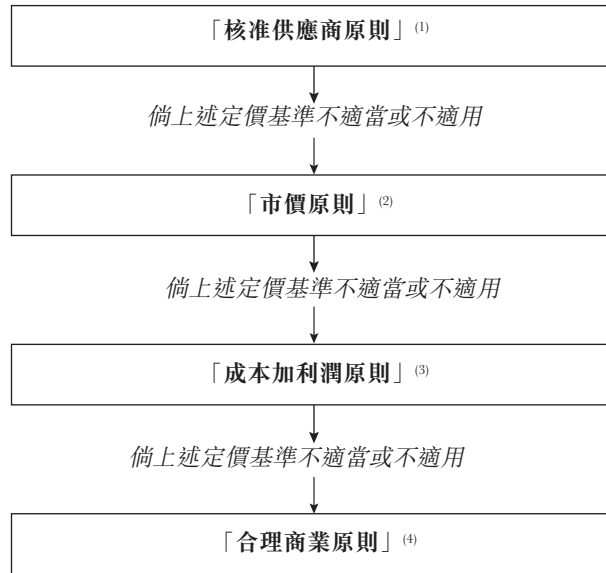 「核准供應商原則」(1)
倘上述定價基準不適當或不適用
「市價原則」(2)
倘上述定價基準不適當或不適用
「成本加利潤原則」(3)
倘上述定價基準不適當或不適用
「合理商業原則」(4)